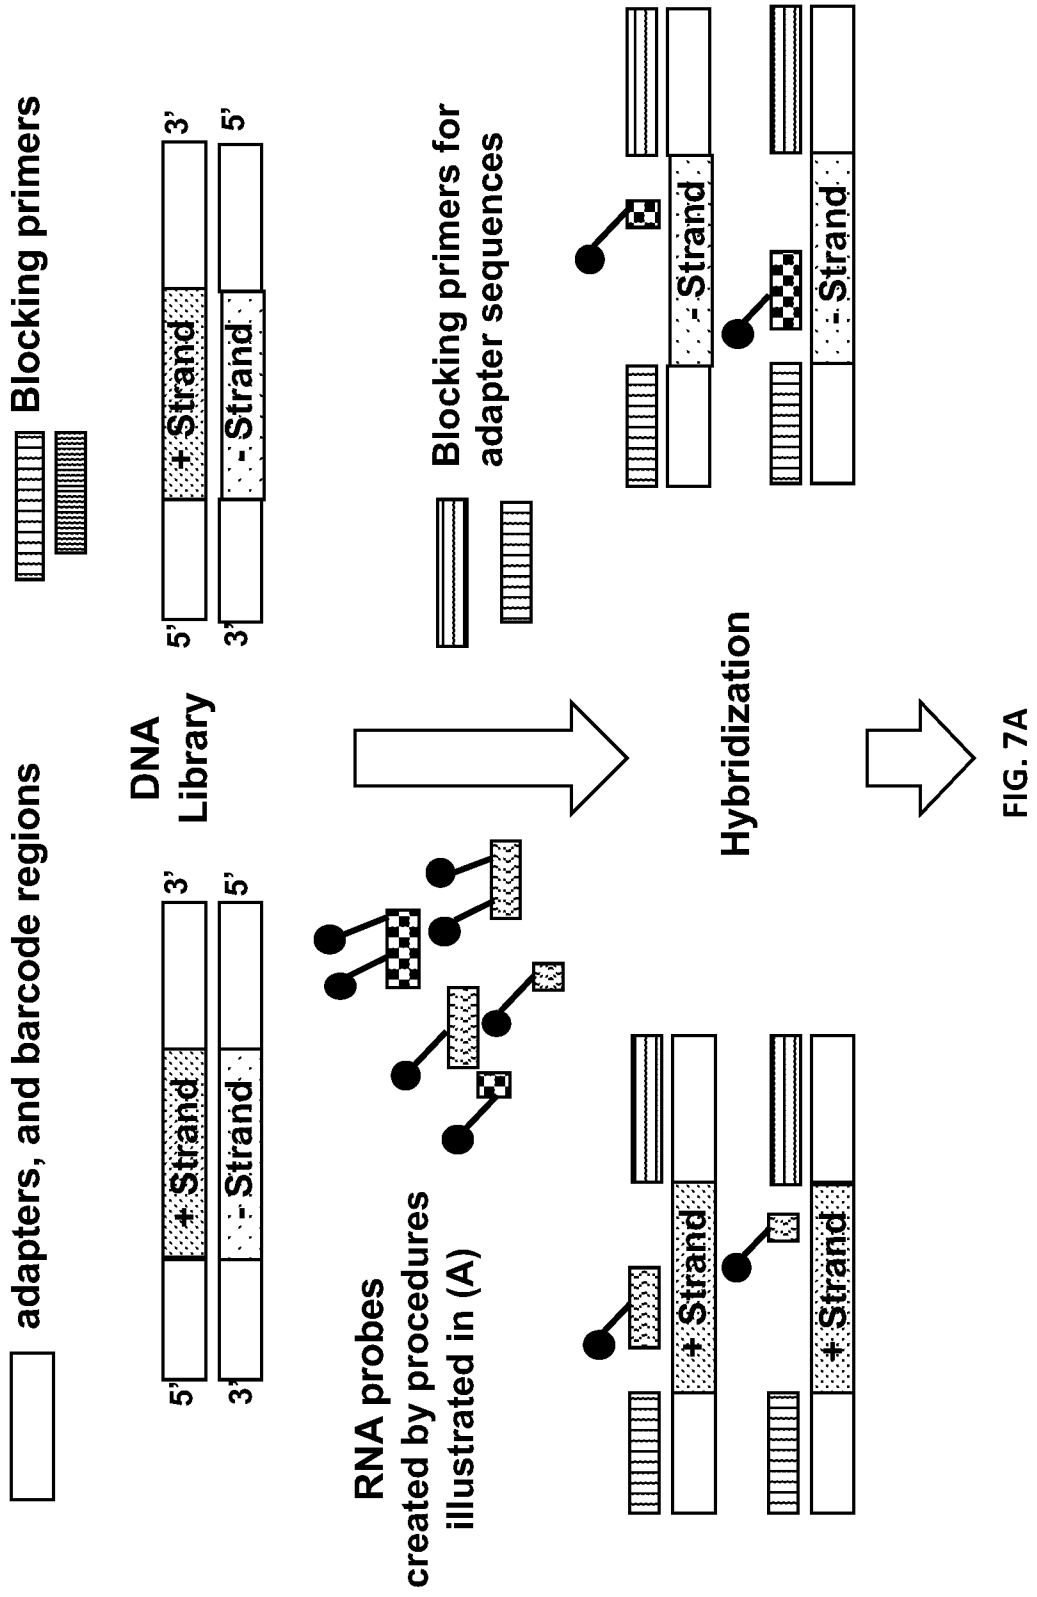 adapters, and barcode regions
Blocking primers
DNA
Library
5’
+ Strand
3’
3’
- Strand
5’
5’
+ Strand
3’
3’
- Strand
5’
RNA probes
created by procedures
illustrated in (A)
Blocking primers for
adapter sequences
Hybridization
+ Strand
- Strand
+ Strand
- Strand
FIG. 7A